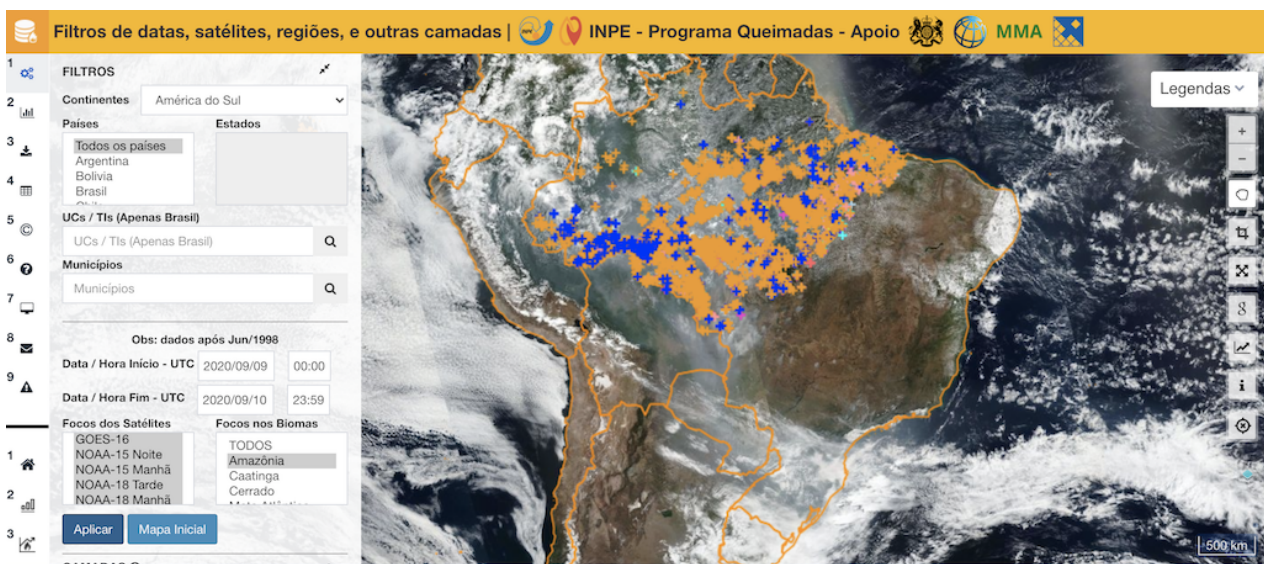 Filtros de datas, satélites, regiões, e outras camadas | INPE - Programa Queimadas - Apoio MMA
1
FILTROS
Legendas
Continentes América do Sul
2
Países Estados
3
Todos os países
Argentina
Bolivia
Brasil
4
UCs / TIs (Apenas Brasil)
5
UCs / TIs (Apenas Brasil)
6
Municípios
Municípios
7
Obs: dados após Jun/1998
8
Data / Hora Início - UTC 2020/09/09 00:00
9
Data / Hora Fim - UTC 2020/09/10 23:59
Focos dos Satélites Focos nos Biomas
GOES-16 TODOS
NOAA-15 Noite Amazônia
1
NOAA-15 Manhã Caatinga
NOAA-18 Tarde Cerrado
2
NOAA-18 Manhã Mata Atlântica
Aplicar Mapa Inicial
3
500 km